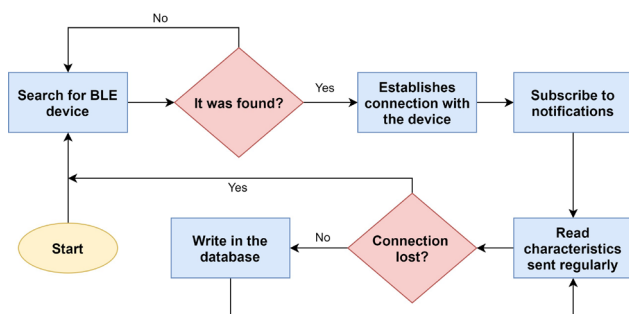 No
Search for BLE
device
It was found?
Yes
Establishes
connection with
the device
Subscribe to
notifications
Yes
Start
Write in the
database
No
Connection
lost?
Read
characteristics
sent regularly